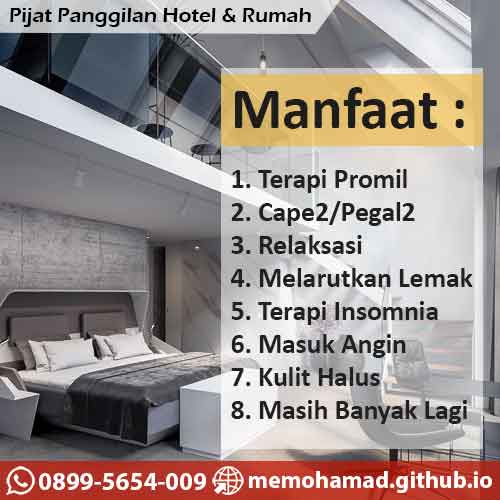 Pijat Panggilan Hotel & Rumah
Manfaat :
1. Terapi Promil
2. Cape2/Pegal2
3. Relaksasi
4. Melarutkan Lemak
5. Terapi Insomnia
6. Masuk Angin
7. Kulit Halus
8. Masih Banyak Lagi
0899-5654-009 memohamad.github.io